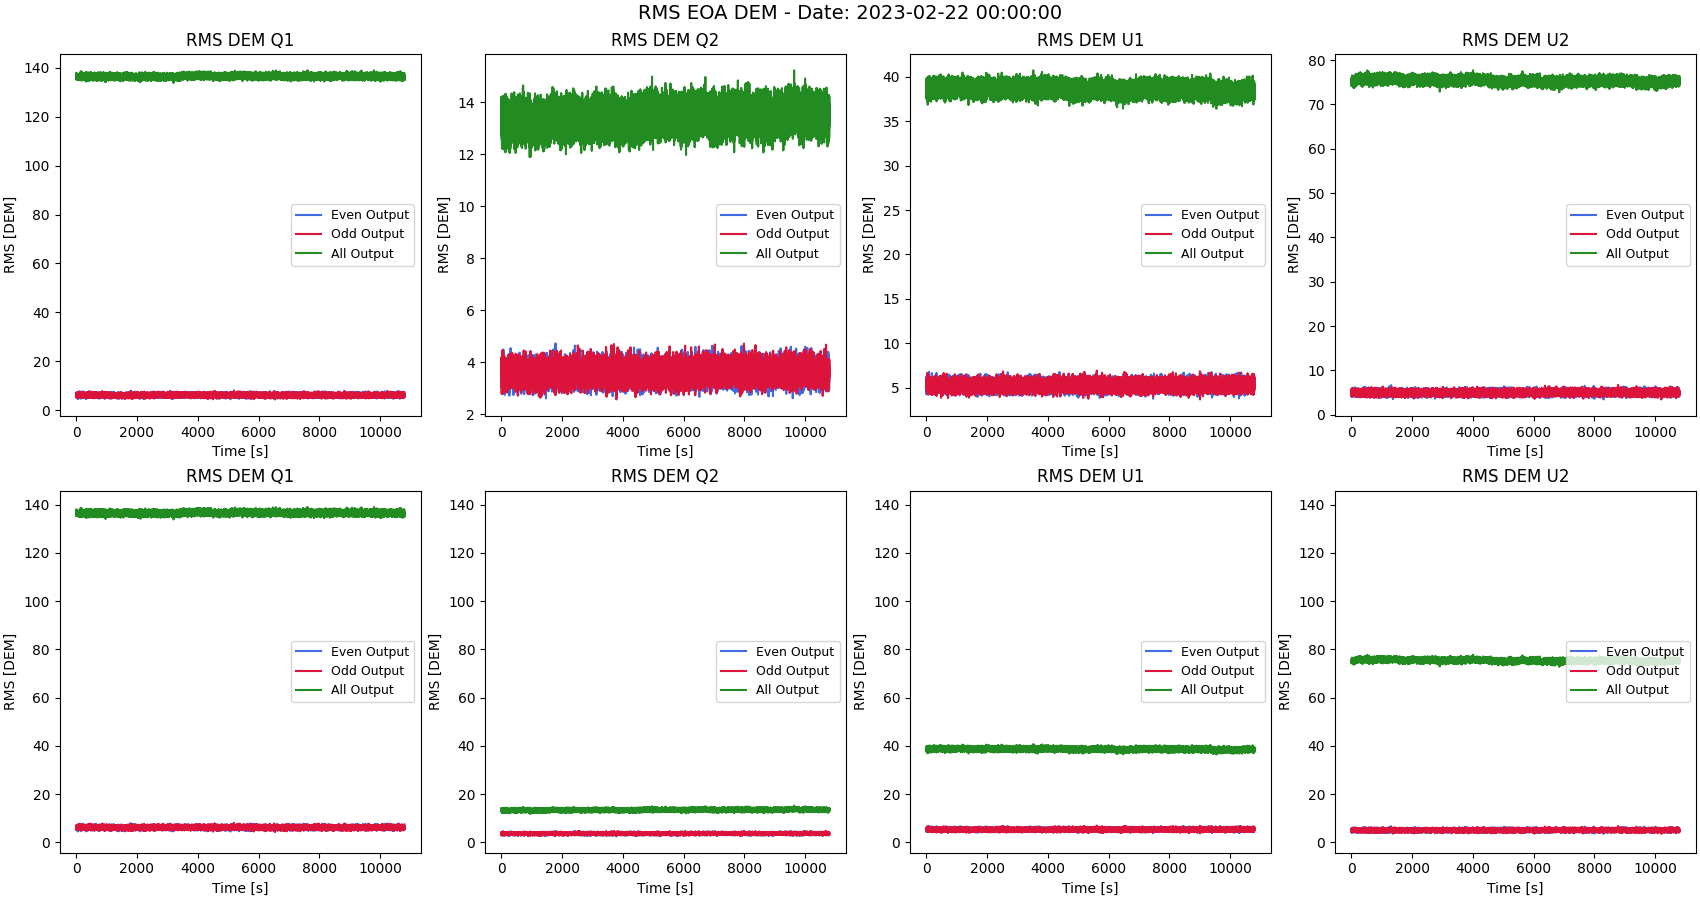 RMS EOA DEM - Date: 2023-02-22 00:00:00
RMS DEM Q1
RMS [DEM]
140
120
100
80
60
40
20
0
Even Output
Odd Output
All Output
0 2000 4000 6000 8000 10000
Time [s]
RMS DEM Q2
RMS [DEM]
14
12
10
8
6
4
2
Even Output
Odd Output
All Output
0 2000 4000 6000 8000 10000
Time [s]
RMS DEM U1
RMS [DEM]
40
35
30
25
20
15
10
5
Even Output
Odd Output
All Output
0 2000 4000 6000 8000 10000
Time [s]
RMS DEM U2
RMS [DEM]
80
70
60
50
40
30
20
10
0
Even Output
Odd Output
All Output
0 2000 4000 6000 8000 10000
Time [s]
RMS DEM Q1
RMS [DEM]
140
120
100
80
60
40
20
0
Even Output
Odd Output
All Output
0 2000 4000 6000 8000 10000
Time [s]
RMS DEM Q2
RMS [DEM]
140
120
100
80
60
40
20
0
Even Output
Odd Output
All Output
0 2000 4000 6000 8000 10000
Time [s]
RMS DEM U1
RMS [DEM]
140
120
100
80
60
40
20
0
Even Output
Odd Output
All Output
0 2000 4000 6000 8000 10000
Time [s]
RMS DEM U2
RMS [DEM]
140
120
100
80
60
40
20
0
Even Output
Odd Output
All Output
0 2000 4000 6000 8000 10000
Time [s]